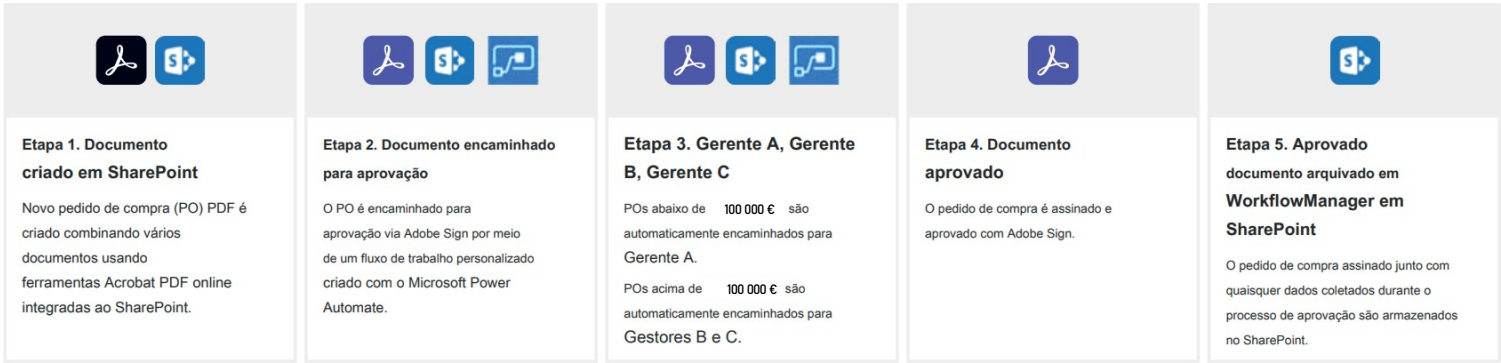 Etapa 1. Documento
criado em SharePoint
Novo pedido de compra (PO) PDF é
criado combinando vários
documentos usando
ferramentas Acrobat PDF online
integradas ao SharePoint.
Etapa 2. Documento encaminhado
para aprovação
O PO é encaminhado para
aprovação via Adobe Sign por meio
de um fluxo de trabalho personalizado
criado com o Microsoft Power
Automate.
Etapa 3. Gerente A, Gerente
B, Gerente C
POs abaixo de 100 000 € são
automaticamente encaminhados para
Gerente A.
POs acima de 100 000 € são
automaticamente encaminhados para
Gestores B e C.
Etapa 4. Documento
aprovado
O pedido de compra é assinado e
aprovado com Adobe Sign.
Etapa 5. Aprovado
documento arquivado em
WorkflowManager em
SharePoint
O pedido de compra assinado junto com
quaisquer dados coletados durante o
processo de aprovação são armazenados
no SharePoint.